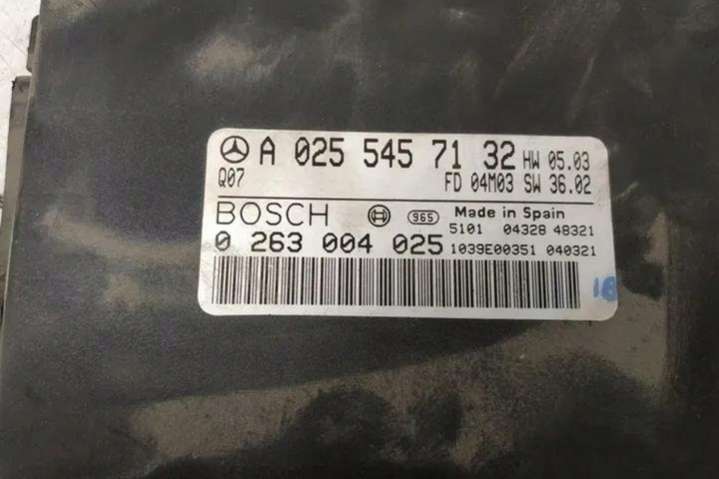 A 025 545 71 32 HW 05.03
Q07 FD 04M03 SW 36.02
BOSCH 965 Made in Spain
5101 04328 48321
0 263 004 025 1039E00351 040321